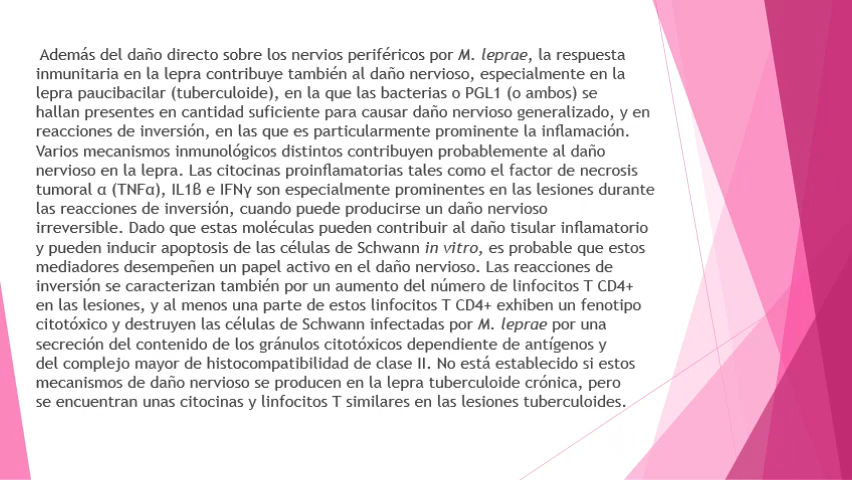 Además del daño directo sobre los nervios periféricos por M. leprae, la respuesta
inmunitaria en la lepra contribuye también al daño nervioso, especialmente en la
lepra paucibacilar (tuberculoide), en la que las bacterias o PGL1 (o ambos) se
hallan presentes en cantidad suficiente para causar daño nervioso generalizado, y en
reacciones de inversión, en las que es particularmente prominente la inflamación.
Varios mecanismos inmunológicos distintos contribuyen probablemente al daño
nervioso en la lepra. Las citocinas proinflamatorias tales como el factor de necrosis
tumoral α (TNFα), IL1β e IFNγ son especialmente prominentes en las lesiones durante
las reacciones de inversión, cuando puede producirse un daño nervioso
irreversible. Dado que estas moléculas pueden contribuir al daño tisular inflamatorio
y pueden inducir apoptosis de las células de Schwann in vitro, es probable que estos
mediadores desempeñen un papel activo en el daño nervioso. Las reacciones de
inversión se caracterizan también por un aumento del número de linfocitos T CD4+
en las lesiones, y al menos una parte de estos linfocitos T CD4+ exhiben un fenotipo
citotóxico y destruyen las células de Schwann infectadas por M. leprae por una
secreción del contenido de los gránulos citotóxicos dependiente de antígenos y
del complejo mayor de histocompatibilidad de clase II. No está establecido si estos
mecanismos de daño nervioso se producen en la lepra tuberculoide crónica, pero
se encuentran unas citocinas y linfocitos T similares en las lesiones tuberculoides.